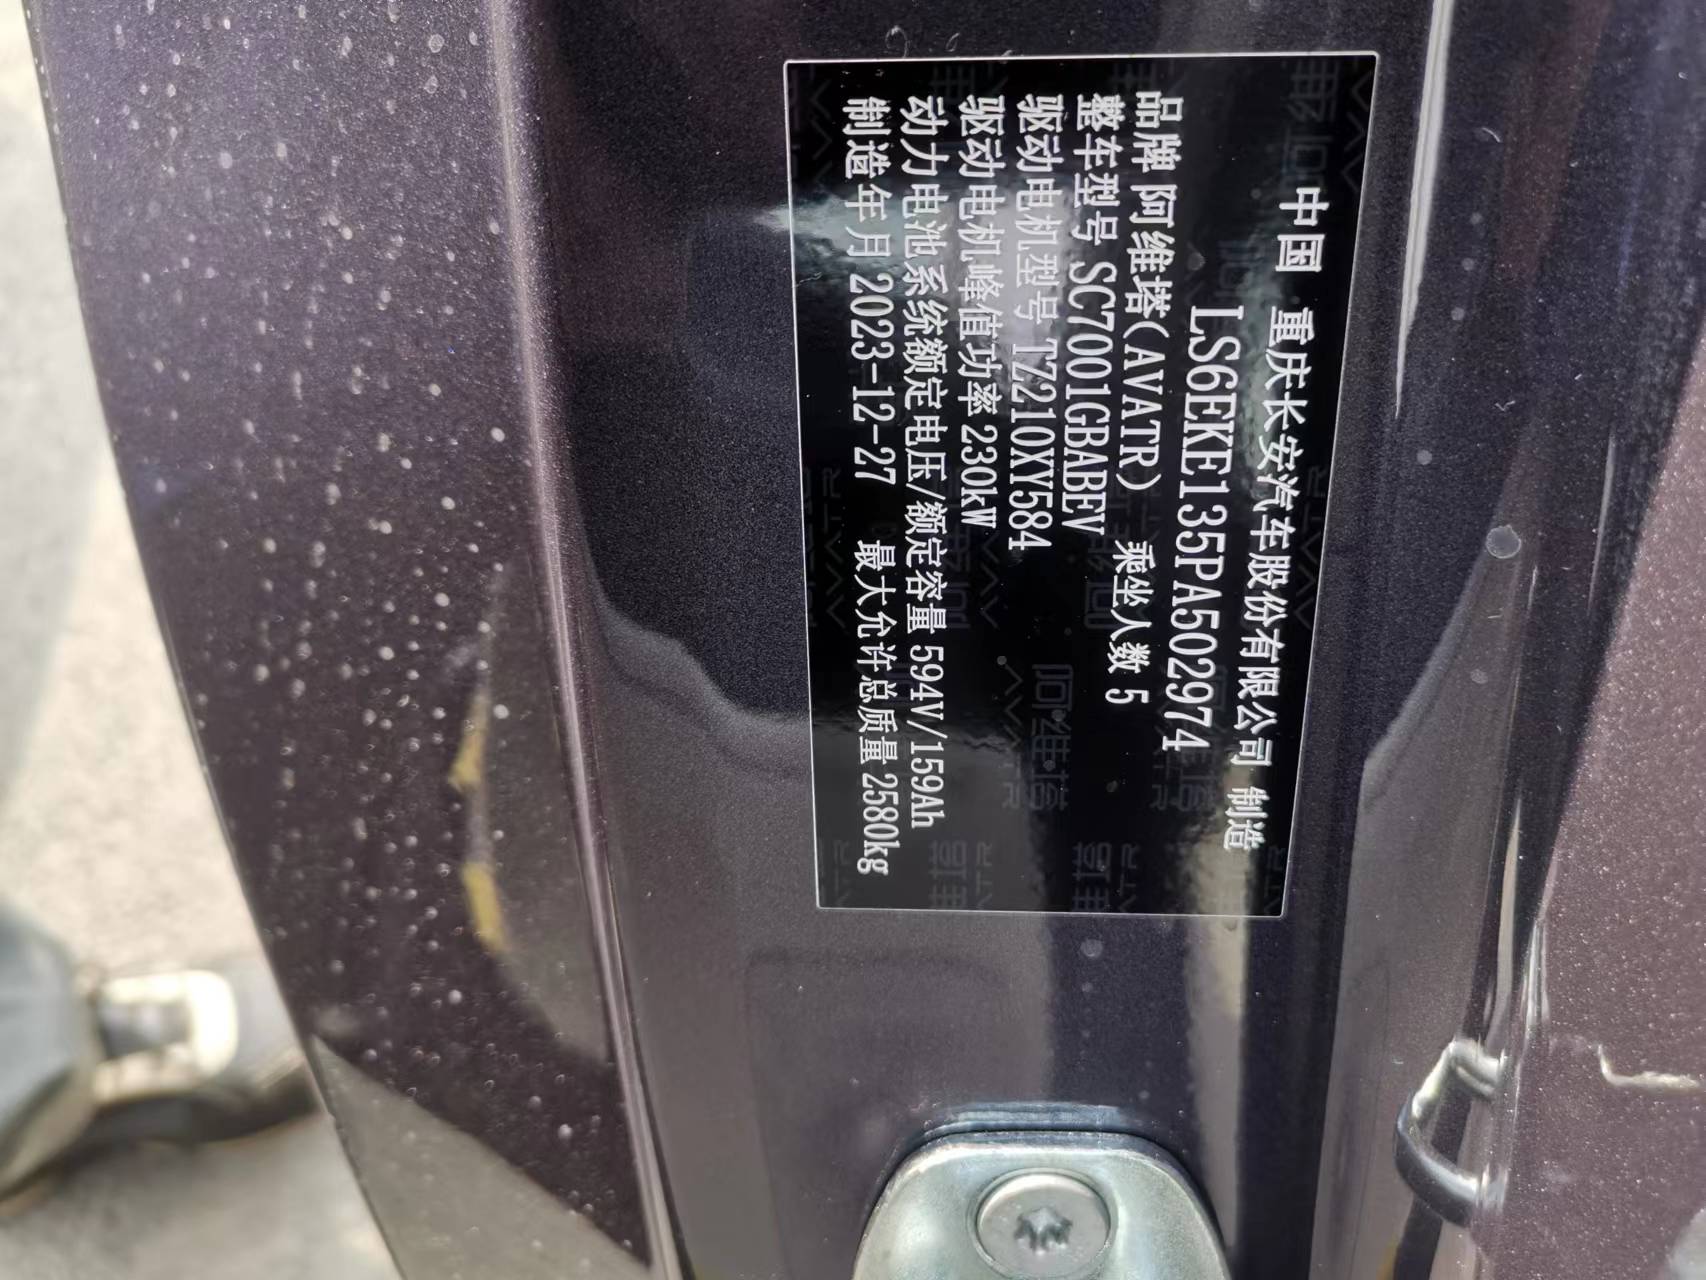 中国 重庆长安汽车股份有限公司 制造
LS6EKE135PA502974
品牌 阿维塔(AVATR) 乘坐人数 5
整车型号 SC7001GBABEV
驱动电机型号 TZ210XY584
驱动电机峰值功率 230kW
动力电池系统额定电压/额定容量 594V/159Ah
制造年月 2023-12-27 最大允许总质量 2580kg